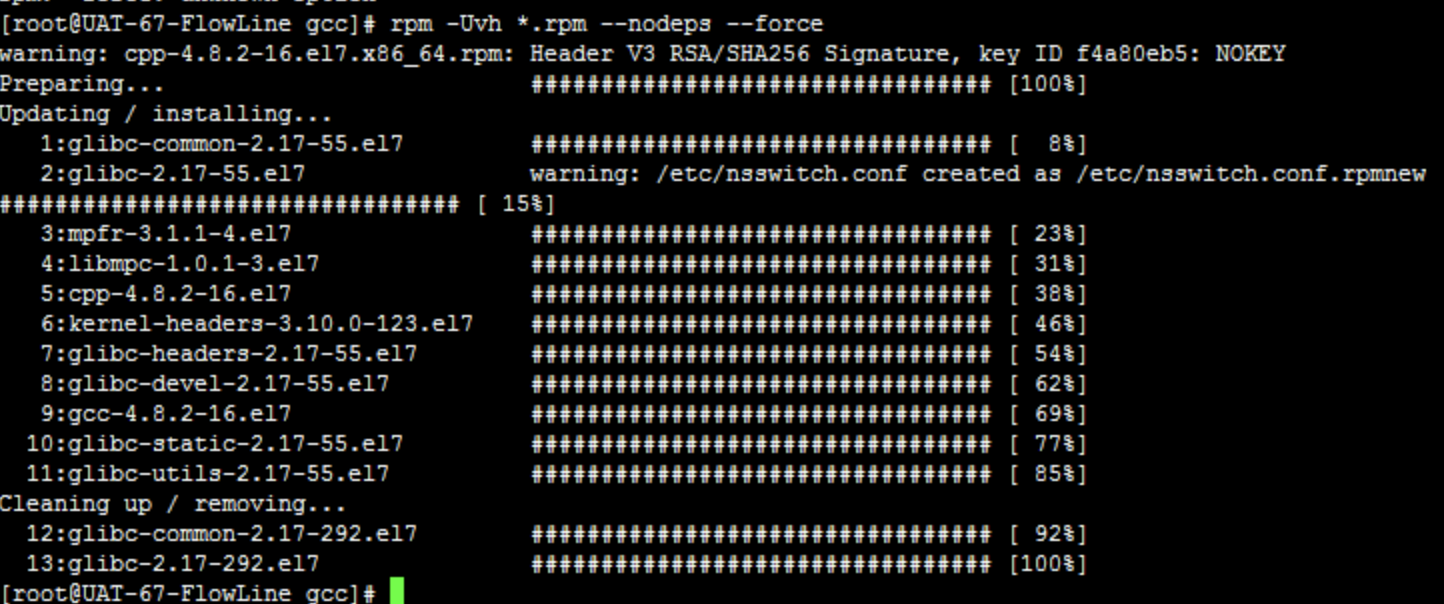 [root@UAT-67-FlowLine gcc]# rpm -Uvh *.rpm --nodeps --force
warning: cpp-4.8.2-16.el7.x86_64.rpm: Header V3 RSA/SHA256 Signature, key ID f4a80eb5: NOKEY
Preparing... ################################# [100%]
Updating / installing...
1:glibc-common-2.17-55.el7 ################################# [ 8%]
2:glibc-2.17-55.el7 warning: /etc/nsswitch.conf created as /etc/nsswitch.conf.rpmnew
################################# [ 15%]
3:mpfr-3.1.1-4.el7 ################################# [ 23%]
4:libmpc-1.0.1-3.el7 ################################# [ 31%]
5:cpp-4.8.2-16.el7 ################################# [ 38%]
6:kernel-headers-3.10.0-123.el7 ################################# [ 46%]
7:glibc-headers-2.17-55.el7 ################################# [ 54%]
8:glibc-devel-2.17-55.el7 ################################# [ 62%]
9:gcc-4.8.2-16.el7 ################################# [ 69%]
10:glibc-static-2.17-55.el7 ################################# [ 77%]
11:glibc-utils-2.17-55.el7 ################################# [ 85%]
Cleaning up / removing...
12:glibc-common-2.17-292.el7 ################################# [ 92%]
13:glibc-2.17-292.el7 ################################# [100%]
[root@UAT-67-FlowLine gcc]#